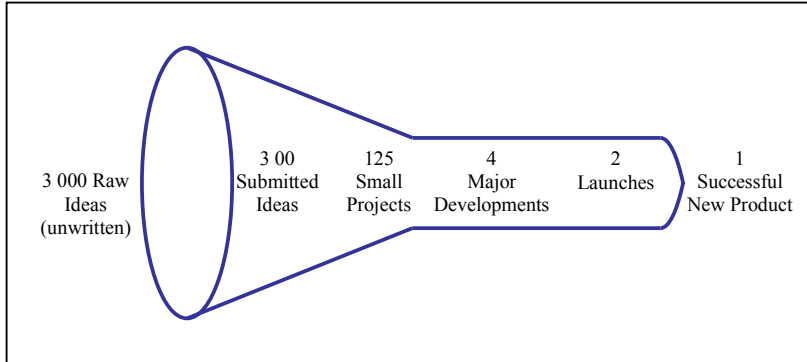 3 000 Raw
Ideas
(unwritten)
3 00
Submitted
Ideas
125
Small
Projects
4
Major
Developments
2
Launches
1
Successful
New Product